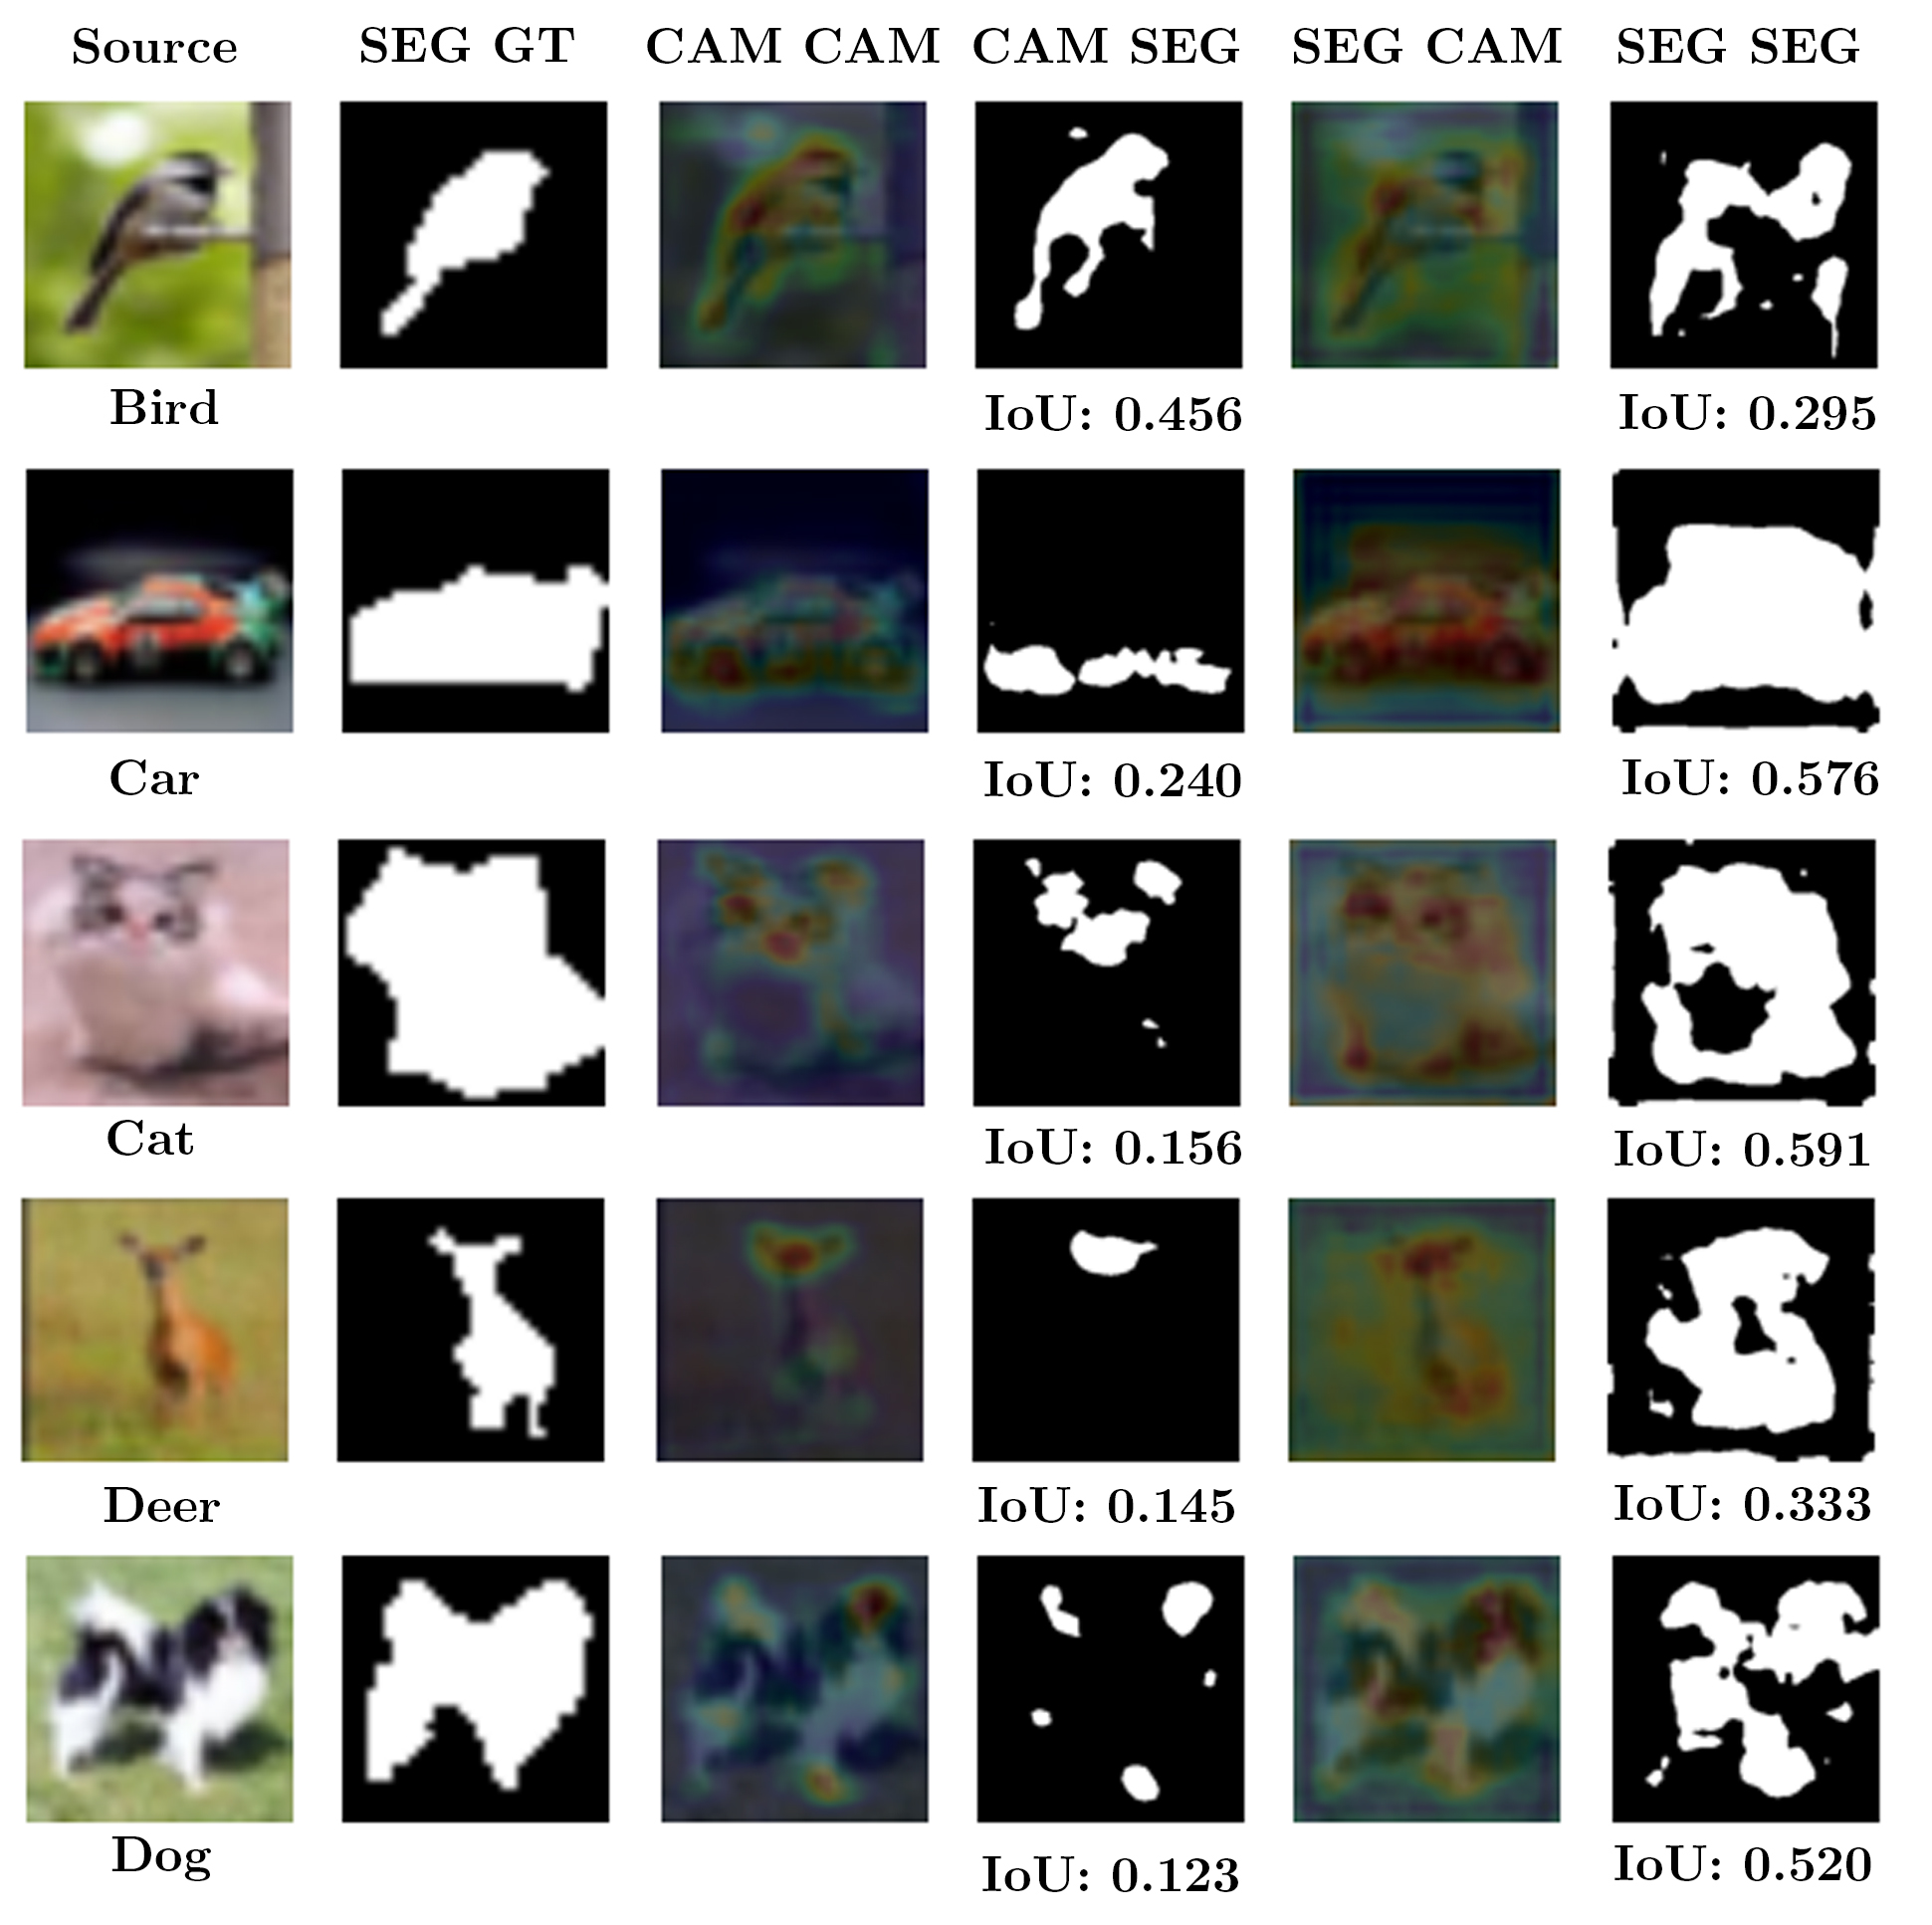 Source SEG GT CAM CAM CAM SEG SEG CAM SEG SEG
Bird IoU: 0.456 IoU: 0.295
Car IoU: 0.240 IoU: 0.576
Cat IoU: 0.156 IoU: 0.591
Deer IoU: 0.145 IoU: 0.333
Dog IoU: 0.123 IoU: 0.520